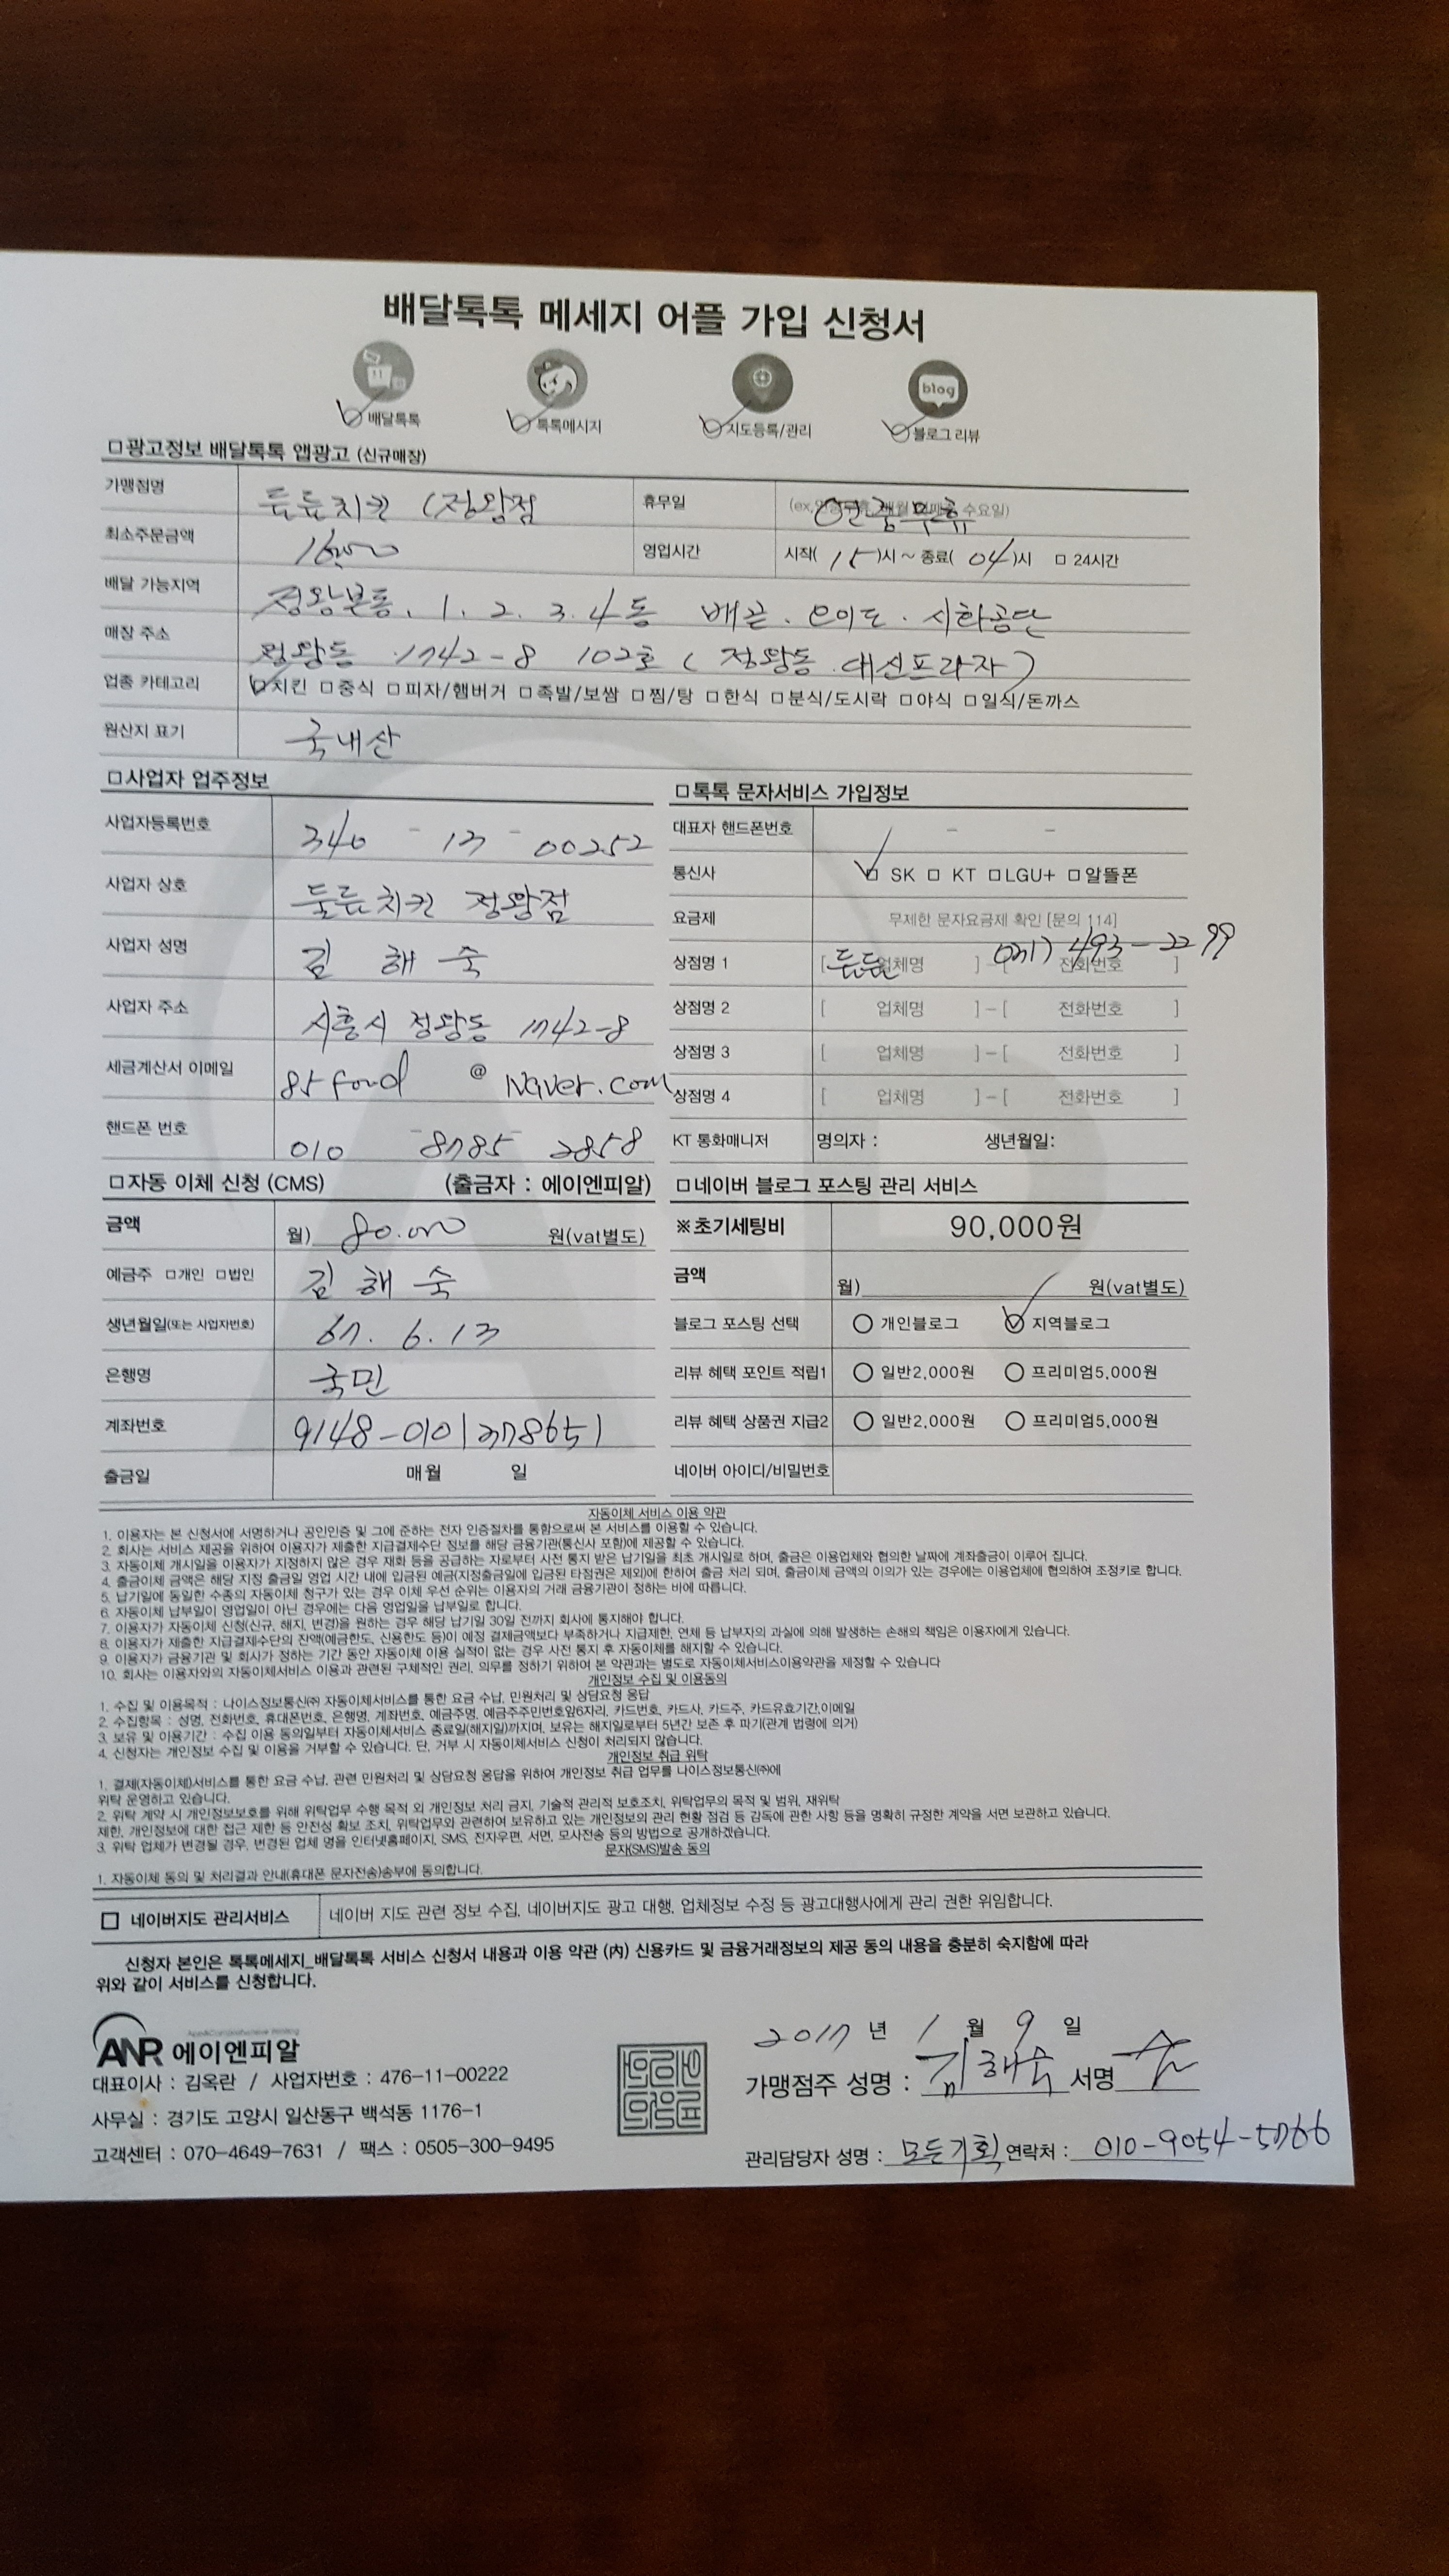 배달톡톡 메세지 어플 가입 신청서
배달톡톡 톡톡메시지 지도등록/관리 blog 블로그 리뷰
□광고정보 배달톡톡 앱광고 (신규매장)
가맹점명 튼튼치킨 (정왕점 휴무일 연중무휴
최소주문금액 영업시간 시작( 15 )시 ~ 종료( 04 )시 □ 24시간
배달 가능지역 정왕본동. 1. 2. 3. 4동 배곧. 오이도. 시화공단
매장 주소 정왕동 1742-8 102호 ( 정왕동 대선프라자 )
업종 카테고리 ☑치킨 □중식 □피자/햄버거 □족발/보쌈 □찜/탕 □한식 □분식/도시락 □야식 □일식/돈까스
원산지 표기 국내산
□사업자 업주정보
사업자등록번호 340 - 13 - 00252
사업자 상호 튼튼치킨 정왕점
사업자 성명 김 해 숙
사업자 주소 시흥시 정왕동 1742-8
세금계산서 이메일 85food @ Naver.com
핸드폰 번호 010 - 8785 - 2858
□톡톡 문자서비스 가입정보
대표자 핸드폰번호 - -
통신사 ☑ SK □ KT □LGU+ □알뜰폰
요금제 무제한 문자요금제 확인 [문의 114]
상점명 1 [ 튼튼 업체명 ] - [ 031) 493-2299 전화번호 ]
상점명 2 [ 업체명 ] - [ 전화번호 ]
상점명 3 [ 업체명 ] - [ 전화번호 ]
상점명 4 [ 업체명 ] - [ 전화번호 ]
KT 통화매니저 명의자 : 생년월일:
□자동 이체 신청 (CMS) (출금자 : 에이엔피알)
금액 월) 80.000 원(vat별도)
예금주 □개인 □법인 김 해 숙
생년월일(또는 사업자번호) 67. 6. 13
은행명 국민
계좌번호
출금일 매월 일
□네이버 블로그 포스팅 관리 서비스
※초기세팅비 90,000원
금액 월) 원(vat별도)
블로그 포스팅 선택 ○ 개인블로그 ☑ 지역블로그
리뷰 혜택 포인트 적립1 ○ 일반2,000원 ○ 프리미엄5,000원
리뷰 혜택 상품권 지급2 ○ 일반2,000원 ○ 프리미엄5,000원
네이버 아이디/비밀번호
자동이체 서비스 이용 약관
1. 이용자는 본 신청서에 서명하거나 공인인증 및 그에 준하는 전자 인증절차를 통함으로써 본 서비스를 이용할 수 있습니다.
2. 회사는 서비스 제공을 위하여 이용자가 제출한 지급결제수단 정보를 해당 금융기관(통신사 포함)에 제공할 수 있습니다.
3. 자동이체 개시일을 이용자가 지정하지 않은 경우 재화 등을 공급하는 자로부터 사전 통지 받은 납기일을 최초 개시일로 하며, 출금은 이용업체와 협의한 날짜에 계좌출금이 이루어 집니다.
4. 출금이체 금액은 해당 지정 출금일 영업 시간 내에 입금된 예금(지정출금일에 입금된 타점권은 제외)에 한하여 출금 처리 되며, 출금이체 금액의 이의가 있는 경우에는 이용업체에 협의하여 조정키로 합니다.
5. 납기일에 동일한 수종의 자동이체 청구가 있는 경우 이체 우선 순위는 이용자의 거래 금융기관이 정하는 바에 따릅니다.
6. 자동이체 납부일이 영업일이 아닌 경우에는 다음 영업일을 납부일로 합니다.
7. 이용자가 자동이체 신청(신규, 해지, 변경)을 원하는 경우 해당 납기일 30일 전까지 회사에 통지해야 합니다.
8. 이용자가 제출한 지급결제수단의 잔액(예금한도, 신용한도 등)이 예정 결제금액보다 부족하거나 지급제한, 연체 등 납부자의 과실에 의해 발생하는 손해의 책임은 이용자에게 있습니다.
9. 이용자가 금융기관 및 회사가 정하는 기간 동안 자동이체 이용 실적이 없는 경우 사전 통지 후 자동이체를 해지할 수 있습니다.
10. 회사는 이용자와의 자동이체서비스 이용과 관련된 구체적인 권리, 의무를 정하기 위하여 본 약관과는 별도로 자동이체서비스이용약관을 제정할 수 있습니다
개인정보 수집 및 이용동의
1. 수집 및 이용목적 : 나이스정보통신㈜ 자동이체서비스를 통한 요금 수납, 민원처리 및 상담요청 응답
2. 수집항목 : 성명, 전화번호, 휴대폰번호, 은행명, 계좌번호, 예금주명, 예금주주민번호앞6자리, 카드번호, 카드사, 카드주, 카드유효기간,이메일
3. 보유 및 이용기간 : 수집 이용 동의일부터 자동이체서비스 종료일(해지일)까지며, 보유는 해지일로부터 5년간 보존 후 파기(관계 법령에 의거)
4. 신청자는 개인정보 수집 및 이용을 거부할 수 있습니다. 단, 거부 시 자동이체서비스 신청이 처리되지 않습니다.
개인정보 취급 위탁
1. 결제(자동이체)서비스를 통한 요금 수납, 관련 민원처리 및 상담요청 응답을 위하여 개인정보 취급 업무를 나이스정보통신㈜에
위탁 운영하고 있습니다.
2. 위탁 계약 시 개인정보보호를 위해 위탁업무 수행 목적 외 개인정보 처리 금지, 기술적 관리적 보호조치, 위탁업무의 목적 및 범위, 재위탁
제한, 개인정보에 대한 접근 제한 등 안전성 확보 조치, 위탁업무와 관련하여 보유하고 있는 개인정보의 관리 현황 점검 등 감독에 관한 사항 등을 명확히 규정한 계약을 서면 보관하고 있습니다.
3. 위탁 업체가 변경될 경우, 변경된 업체 명을 인터넷홈페이지, SMS, 전자우편, 서면, 모사전송 등의 방법으로 공개하겠습니다.
문자(SMS)발송 동의
1. 자동이체 동의 및 처리결과 안내(휴대폰 문자전송)송부에 동의합니다.
□ 네이버지도 관리서비스 네이버 지도 관련 정보 수집, 네이버지도 광고 대행, 업체정보 수정 등 광고대행사에게 관리 권한 위임합니다.
신청자 본인은 톡톡메세지_배달톡톡 서비스 신청서 내용과 이용 약관 (內) 신용카드 및 금융거래정보의 제공 동의 내용을 충분히 숙지함에 따라
위와 같이 서비스를 신청합니다.
ANR 에이엔피알
대표이사 : 김옥란 / 사업자번호 : 476-11-00222
사무실 : 경기도 고양시 일산동구 백석동 1176-1
고객센터 : 070-4649-7631 / 팩스 : 0505-300-9495
2017 년 1 월 9 일
가맹점주 성명 : 김해숙 서명
관리담당자 성명 : 모든기획 연락처 : 010-9054-5766